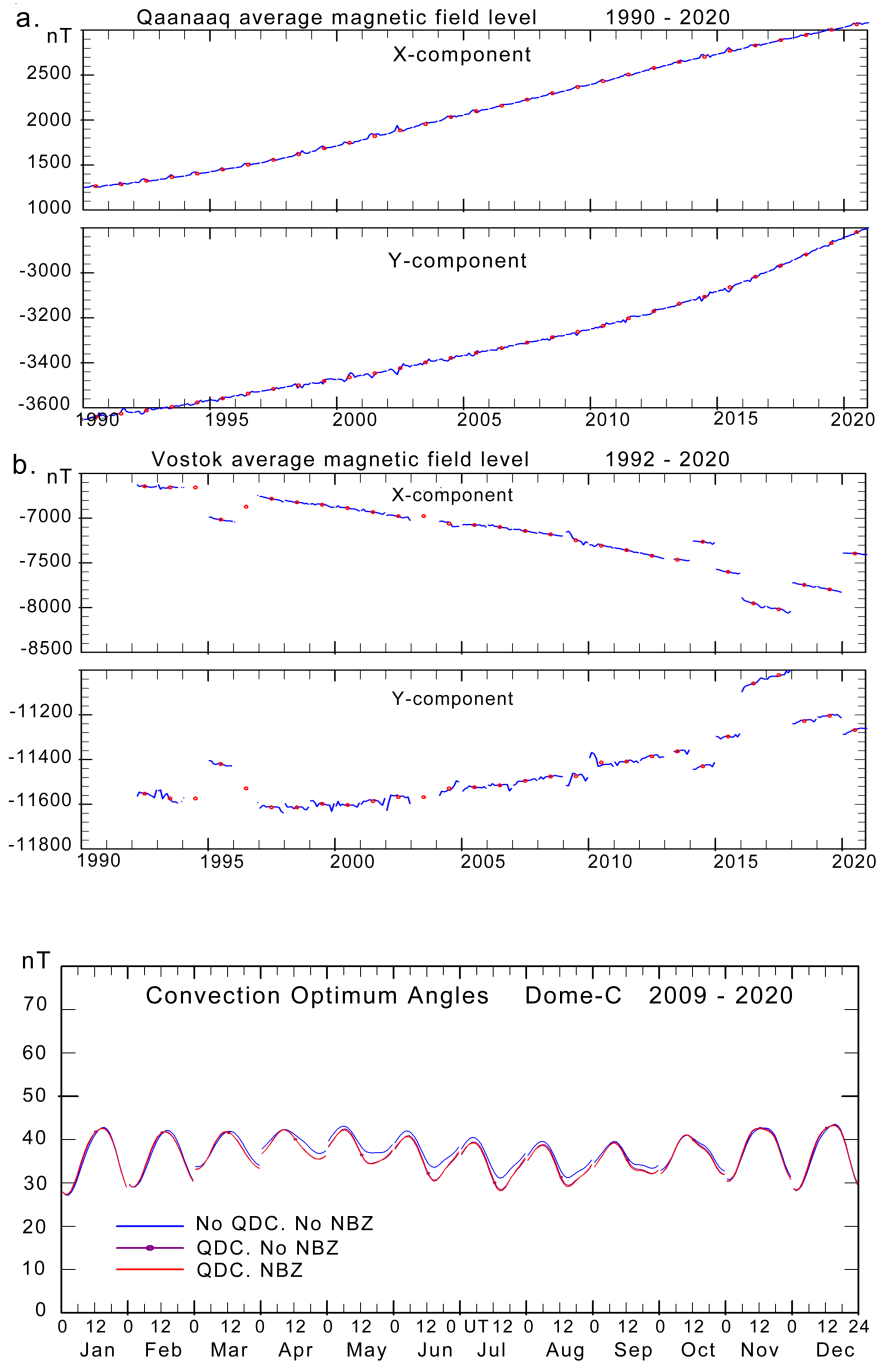 a. Qaanaaq average magnetic field level 1990 - 2020
nT
X-component
2500
2000
1500
1000
Y-component
-3000
-3200
-3400
-3600
1990 1995 2000 2005 2010 2015 2020
b. Vostok average magnetic field level 1992 - 2020
nT
X-component
-7000
-7500
-8000
-8500
Y-component
-11200
-11400
-11600
-11800
1990 1995 2000 2005 2010 2015 2020
nT
Convection Optimum Angles Dome-C 2009 - 2020
70
60
50
40
30
20
No QDC. No NBZ
QDC. No NBZ
10
QDC. NBZ
0
0 12 0 12 0 12 0 12 0 12 0 12 0 UT 12 0 12 0 12 0 12 0 12 0 12 24
Jan Feb Mar Apr May Jun Jul Aug Sep Oct Nov Dec